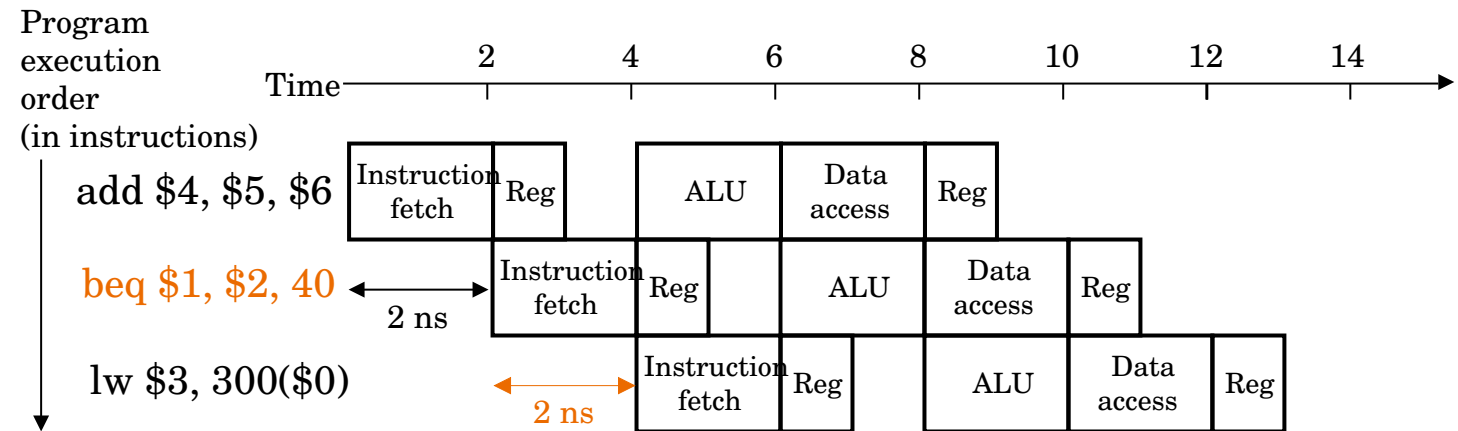 Program
execution
order
(in instructions)
Time
2 4 6 8 10 12 14
add $4, $5, $6
Instruction
fetch
Reg
ALU
Data
access
Reg
beq $1, $2, 40
2 ns
Instruction
fetch
Reg
ALU
Data
access
Reg
lw $3, 300($0)
2 ns
Instruction
fetch
Reg
ALU
Data
access
Reg